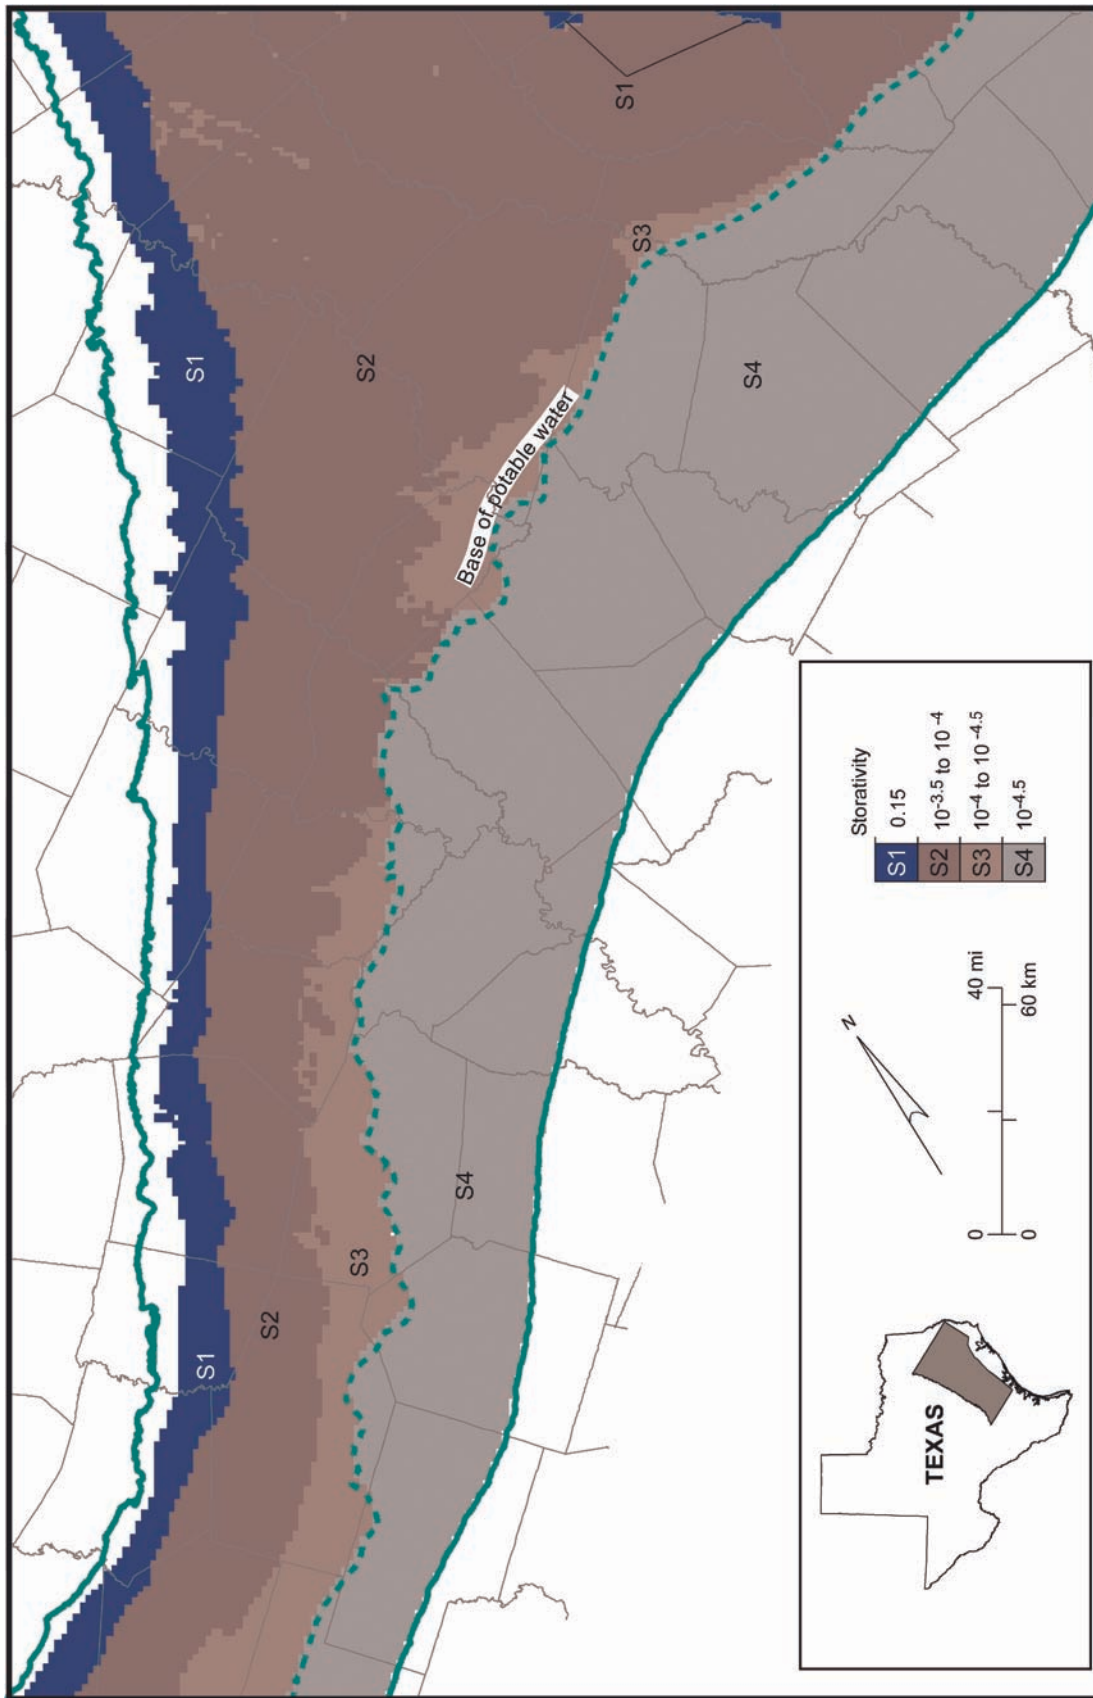 S1
S1
S2
S3
S1
Base of potable water
S4
S2
S3
S4
S1
TEXAS
N
0 40 mi
0 60 km
Storativity
S1 0.15
S2 10-3.5 to 10-4
S3 10-4 to 10-4.5
S4 10-4.5